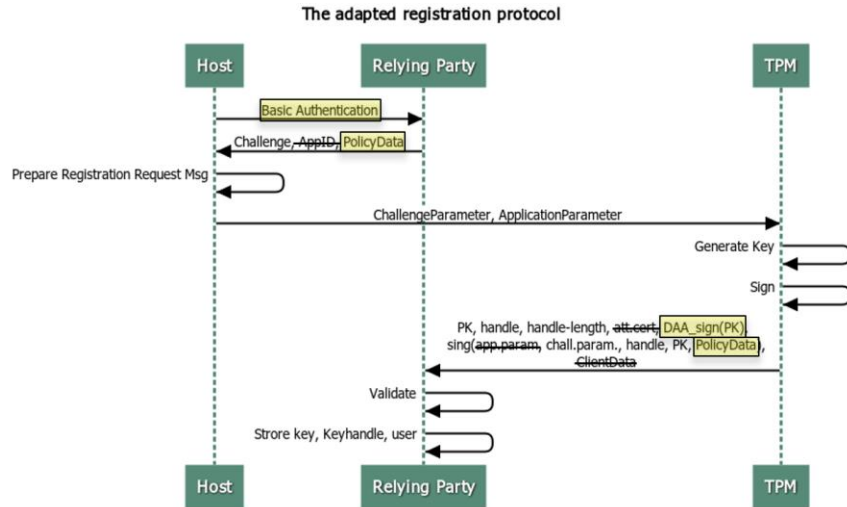 The adapted registration protocol
Host
Relying Party
TPM
Basic Authentication
Challenge, AppID, PolicyData
Prepare Registration Request Msg
ChallengeParameter, ApplicationParameter
Generate Key
Sign
PK, handle, handle-length, att.cert, DAA_sign(PK),
sing(app.param, chall.param., handle, PK, PolicyData),
ClientData
Validate
Strore key, Keyhandle, user
Host
Relying Party
TPM